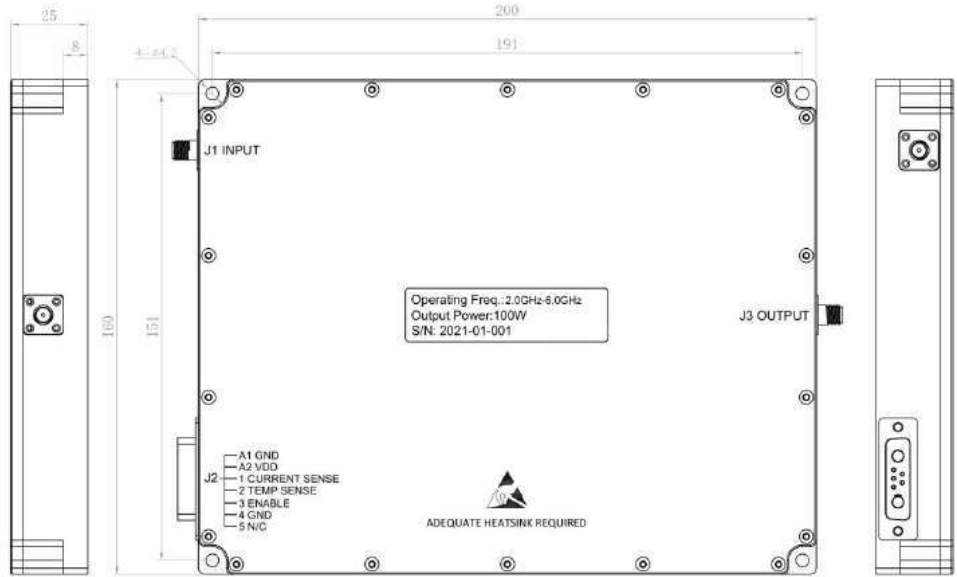 25
8
200
191
4-ø4.2
160
151
J1 INPUT
Operating Freq.:2.0GHz-6.0GHz
Output Power:100W
S/N: 2021-01-001
J3 OUTPUT
J2
A1 GND
A2 VDD
1 CURRENT SENSE
2 TEMP SENSE
3 ENABLE
4 GND
5 N/C
ADEQUATE HEATSINK REQUIRED